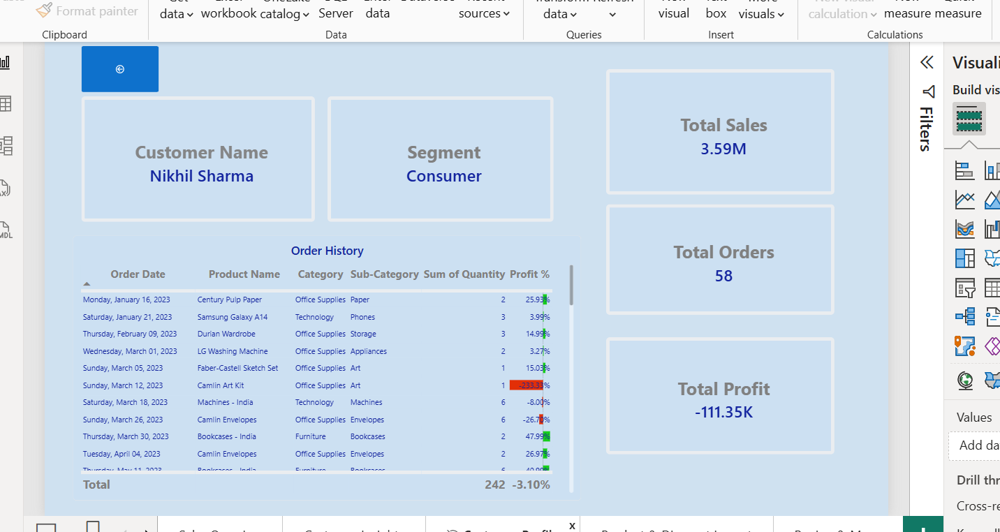 Format painter
Clipboard
data
workbook
catalog
Server
data
sources
Data
data
Queries
visual
box
visuals
Insert
calculation
measure
measure
Calculations
Customer Name
Nikhil Sharma
Segment
Consumer
Total Sales
3.59M
Total Orders
58
Total Profit
-111.35K
Order History
Order Date Product Name Category Sub-Category Sum of Quantity Profit %
Monday, January 16, 2023 Century Pulp Paper Office Supplies Paper 2 25.93%
Saturday, January 21, 2023 Samsung Galaxy A14 Technology Phones 3 3.99%
Thursday, February 09, 2023 Durian Wardrobe Office Supplies Storage 3 14.99%
Wednesday, March 01, 2023 LG Washing Machine Office Supplies Appliances 2 3.27%
Sunday, March 05, 2023 Faber-Castell Sketch Set Office Supplies Art 1 15.03%
Sunday, March 12, 2023 Camlin Art Kit Office Supplies Art 1 -233.33%
Saturday, March 18, 2023 Machines - India Technology Machines 6 -8.00%
Sunday, March 26, 2023 Camlin Envelopes Office Supplies Envelopes 6 -26.70%
Thursday, March 30, 2023 Bookcases - India Furniture Bookcases 2 47.99%
Tuesday, April 04, 2023 Camlin Envelopes Office Supplies Envelopes 2 26.97%
Total 242 -3.10%
Filters
Visuali
Build vis
Values
Add da
Drill thr
Cross-re
x